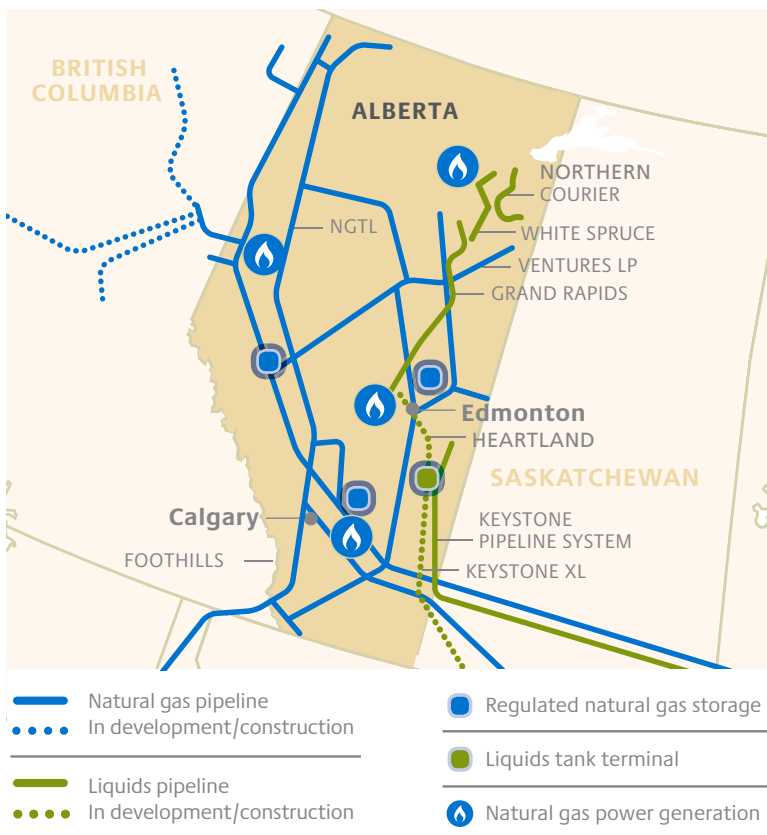 BRITISH
COLUMBIA
ALBERTA
NORTHERN
COURIER
NGTL
WHITE SPRUCE
VENTURES LP
GRAND RAPIDS
Edmonton
HEARTLAND
SASKATCHEWAN
Calgary
KEYSTONE
PIPELINE SYSTEM
FOOTHILLS
KEYSTONE XL
Natural gas pipeline
In development/construction
Liquids pipeline
In development/construction
Regulated natural gas storage
Liquids tank terminal
Natural gas power generation